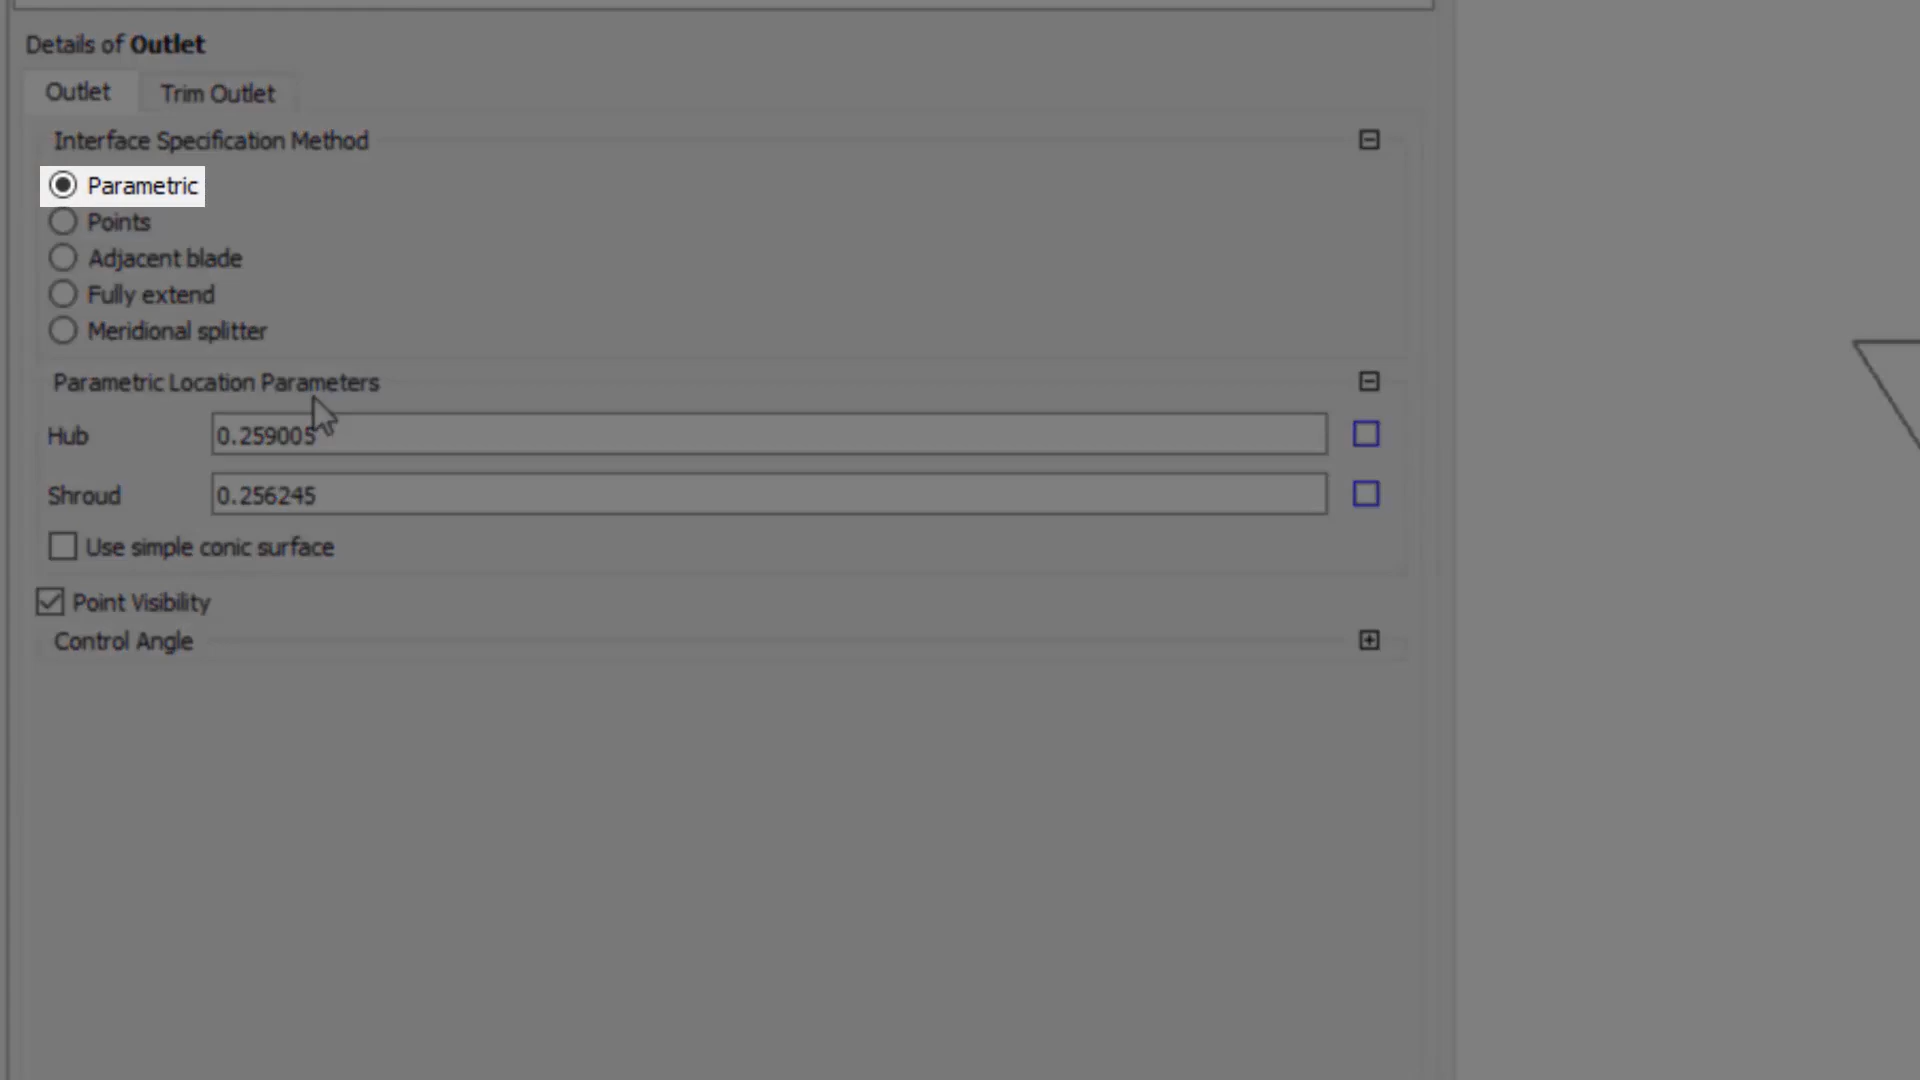 Details of Outlet
Outlet
Trim Outlet
Interface Specification Method
Parametric
Points
Adjacent blade
Fully extend
Meridional splitter
Parametric Location Parameters
Hub 0.259005
Shroud 0.256245
Use simple conic surface
Point Visibility
Control Angle